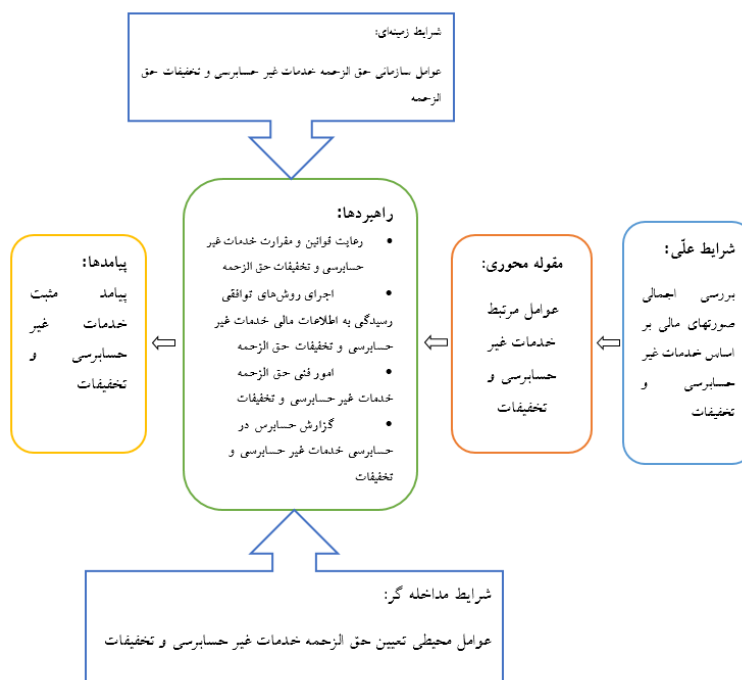 شرایط زمینه‌ای:
عوامل سازمانی حق الزحمه خدمات غیر حسابرسی و تخفیفات حق
الزحمه
شرایط علّی:
بررسی اجمالی
صورتهای مالی بر
اساس خدمات غیر
حسابرسی و
تخفیفات
مقوله محوری:
عوامل مرتبط
خدمات غیر
حسابرسی و
تخفیفات
راهبردها:
• رعایت قوانین و مقررات خدمات غیر
حسابرسی و تخفیفات حق الزحمه
• اجرای روش‌های توافقی
رسیدگی به اطلاعات مالی خدمات غیر
حسابرسی و تخفیفات حق الزحمه
• امور فنی حق الزحمه
خدمات غیر حسابرسی و تخفیفات
• گزارش حسابرس در
حسابرسی خدمات غیر حسابرسی و
تخفیفات
پیامدها:
پیامد مثبت
خدمات غیر
حسابرسی و
تخفیفات
شرایط مداخله گر:
عوامل محیطی تعیین حق الزحمه خدمات غیر حسابرسی و تخفیفات